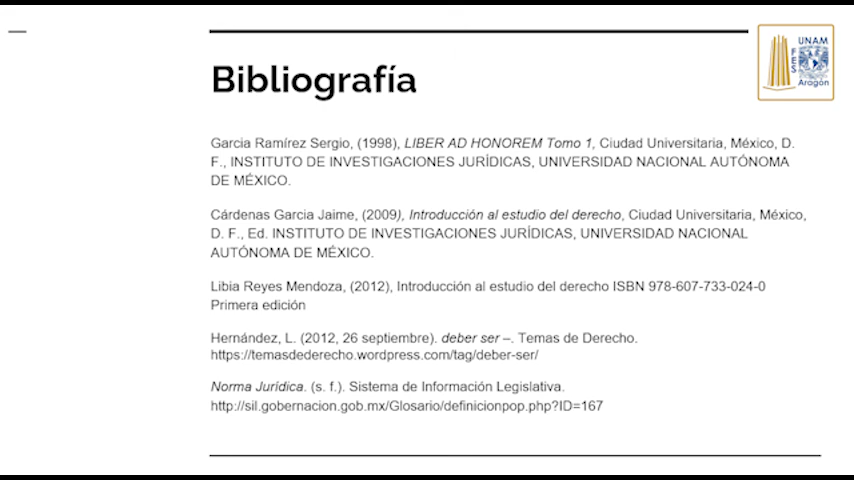 UNAM
FES
Aragón
Bibliografía
Garcia Ramírez Sergio, (1998), LIBER AD HONOREM Tomo 1, Ciudad Universitaria, México, D.
F., INSTITUTO DE INVESTIGACIONES JURÍDICAS, UNIVERSIDAD NACIONAL AUTÓNOMA
DE MÉXICO.
Cárdenas Garcia Jaime, (2009), Introducción al estudio del derecho, Ciudad Universitaria, México,
D. F., Ed. INSTITUTO DE INVESTIGACIONES JURÍDICAS, UNIVERSIDAD NACIONAL
AUTÓNOMA DE MÉXICO.
Libia Reyes Mendoza, (2012), Introducción al estudio del derecho ISBN 978-607-733-024-0
Primera edición
Hernández, L. (2012, 26 septiembre). deber ser –. Temas de Derecho.
https://temasdederecho.wordpress.com/tag/deber-ser/
Norma Jurídica. (s. f.). Sistema de Información Legislativa.
http://sil.gobernacion.gob.mx/Glosario/definicionpop.php?ID=167